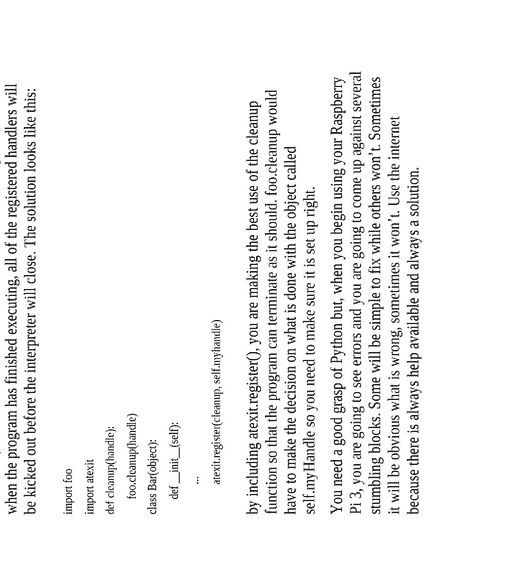 when the program has finished executing, all of the registered handlers will
be kicked out before the interpreter will close. The solution looks like this:
import foo
import atexit
def cleanup(handle):
foo.cleanup(handle)
class Bar(object):
def __init__(self):
...
atexit.register(cleanup, self.myhandle)
by including atexit.register(), you are making the best use of the cleanup
function so that the program can terminate as it should. foo.cleanup would
have to make the decision on what is done with the object called
self.myHandle so you need to make sure it is set up right.
You need a good grasp of Python but, when you begin using your Raspberry
Pi 3, you are going to see errors and you are going to come up against several
stumbling blocks. Some will be simple to fix while others won't. Sometimes
it will be obvious what is wrong, sometimes it won't. Use the internet
because there is always help available and always a solution.